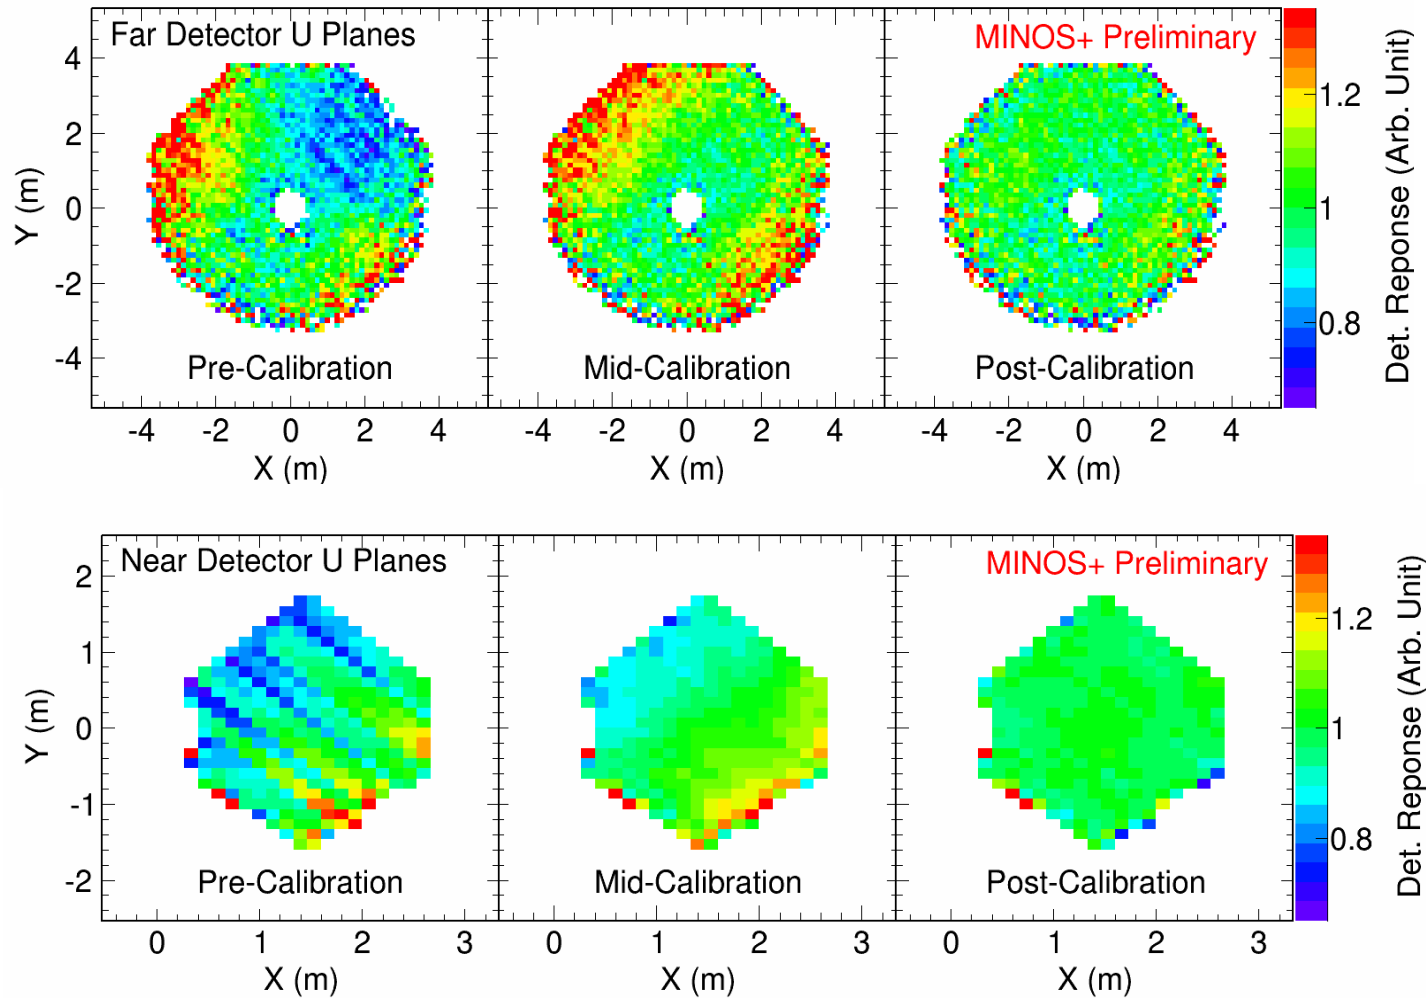 Far Detector U Planes
MINOS+ Preliminary
Y (m)
4
2
0
-2
-4
Pre-Calibration
Mid-Calibration
Post-Calibration
1.2
1
0.8
Det. Reponse (Arb. Unit)
-4 -2 0 2 4
-4 -2 0 2 4
-4 -2 0 2 4
X (m)
X (m)
X (m)
Near Detector U Planes
MINOS+ Preliminary
Y (m)
2
1
0
-1
-2
Pre-Calibration
Mid-Calibration
Post-Calibration
1.2
1
0.8
Det. Reponse (Arb. Unit)
0 1 2 3
0 1 2 3
0 1 2 3
X (m)
X (m)
X (m)